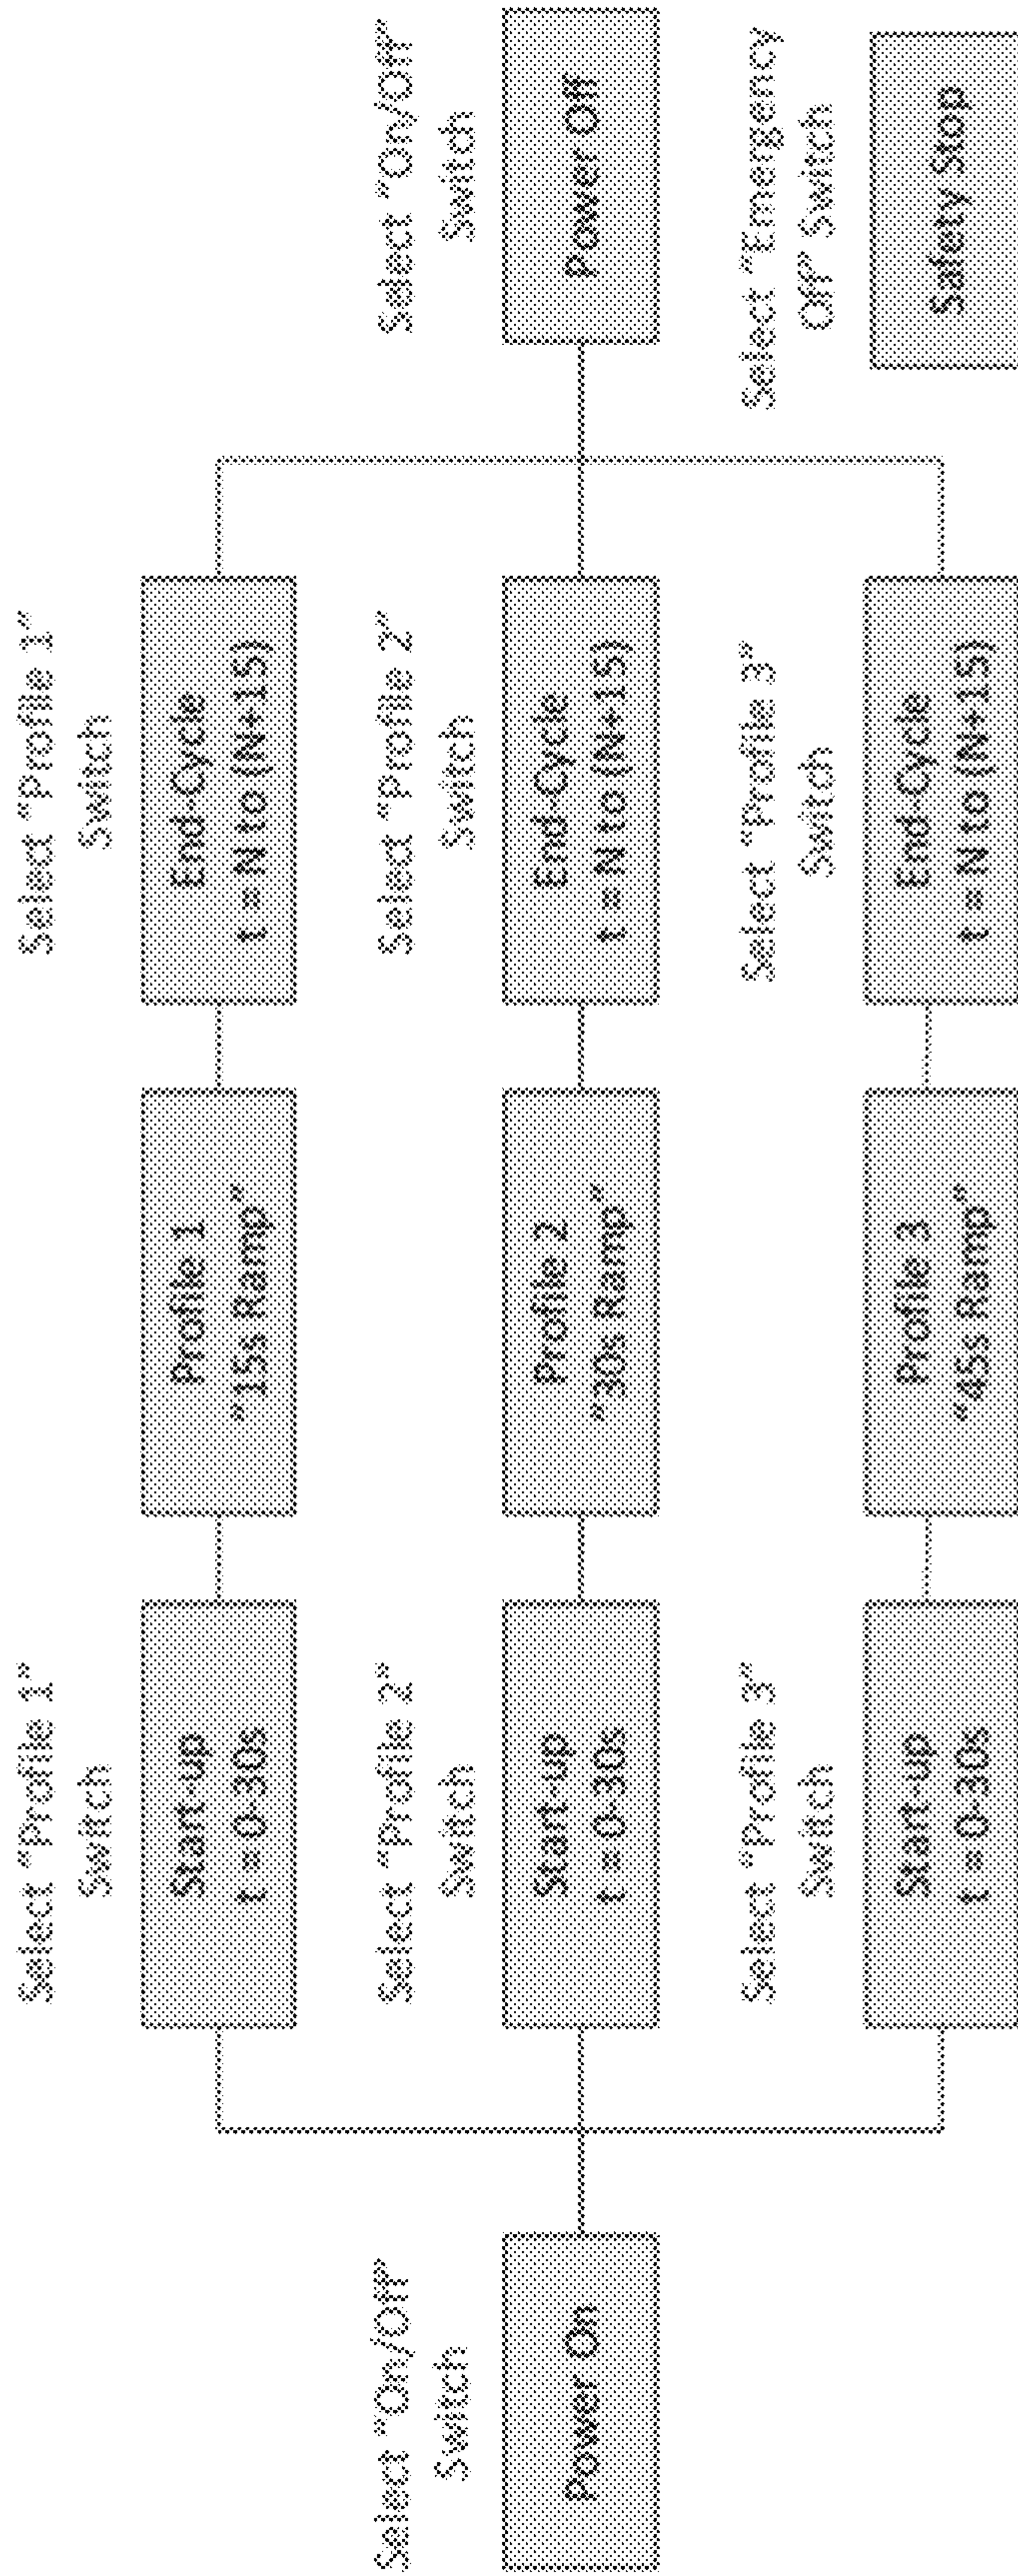 Select "On/Off"
Switch
Power On
Select "Profile 1"
Switch
Start-up
t = 0-30s
Profile 1
"15s Ramp"
Select "Profile 1"
Switch
End-Cycle
t = N to (N+15)
Select "Profile 2"
Switch
Start-up
t = 0-30s
Profile 2
"30s Ramp"
Select "Profile 2"
Switch
End-Cycle
t = N to (N+15)
Select "Profile 3"
Switch
Start-up
t = 0-30s
Profile 3
"45s Ramp"
Select "Profile 3"
Switch
End-Cycle
t = N to (N+15)
Select "On/Off"
Switch
Power Off
Select "Emergency
Off" Switch
Safety Stop